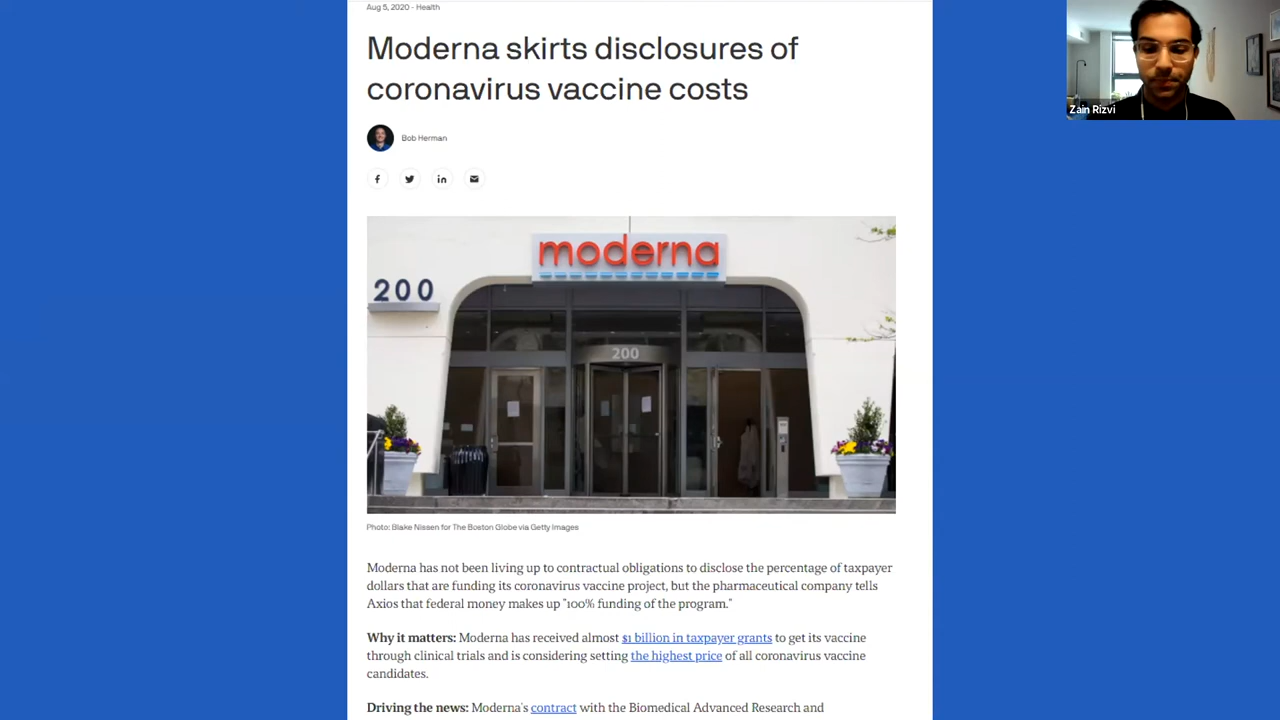 Aug 5, 2020 - Health
Moderna skirts disclosures of
coronavirus vaccine costs
Bob Herman
moderna
200
200
Photo: Blake Nissen for The Boston Globe via Getty Images
Moderna has not been living up to contractual obligations to disclose the percentage of taxpayer
dollars that are funding its coronavirus vaccine project, but the pharmaceutical company tells
Axios that federal money makes up "100% funding of the program."
Why it matters: Moderna has received almost $1 billion in taxpayer grants to get its vaccine
through clinical trials and is considering setting the highest price of all coronavirus vaccine
candidates.
Driving the news: Moderna's contract with the Biomedical Advanced Research and
Zain Rizvi